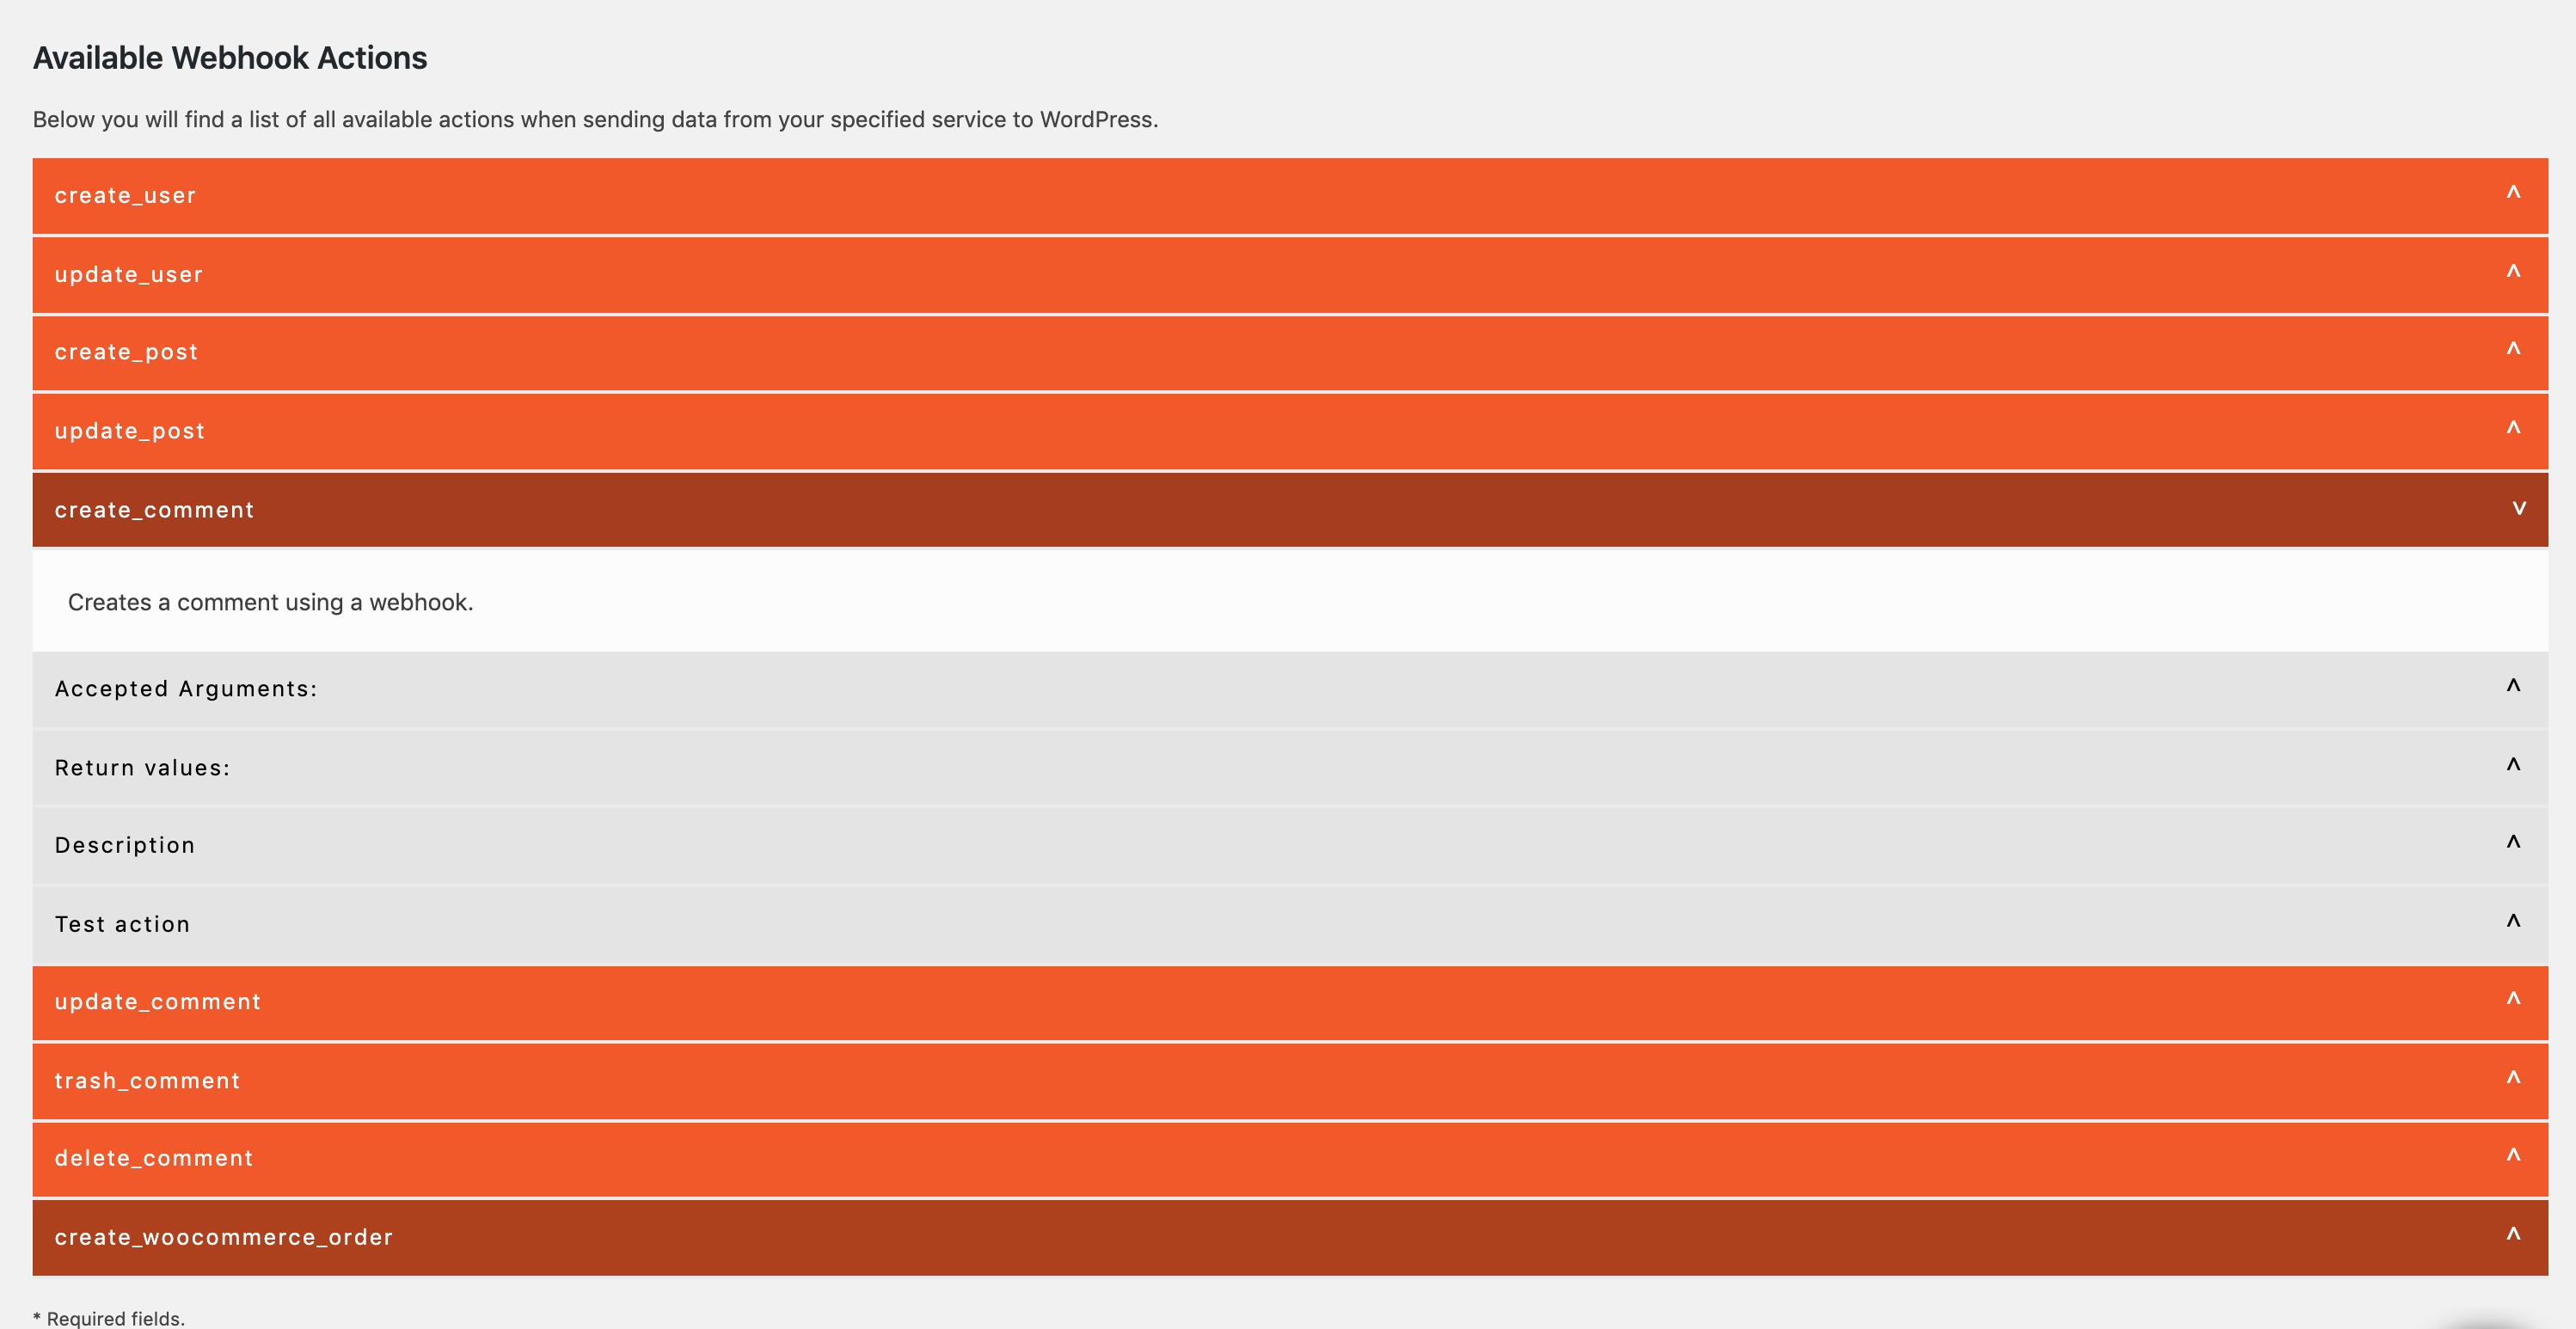 Available Webhook Actions
Below you will find a list of all available actions when sending data from your specified service to WordPress.
create_user ^
update_user ^
create_post ^
update_post ^
create_comment v
Creates a comment using a webhook.
Accepted Arguments: ^
Return values: ^
Description ^
Test action ^
update_comment ^
trash_comment ^
delete_comment ^
create_woocommerce_order ^
* Required fields.